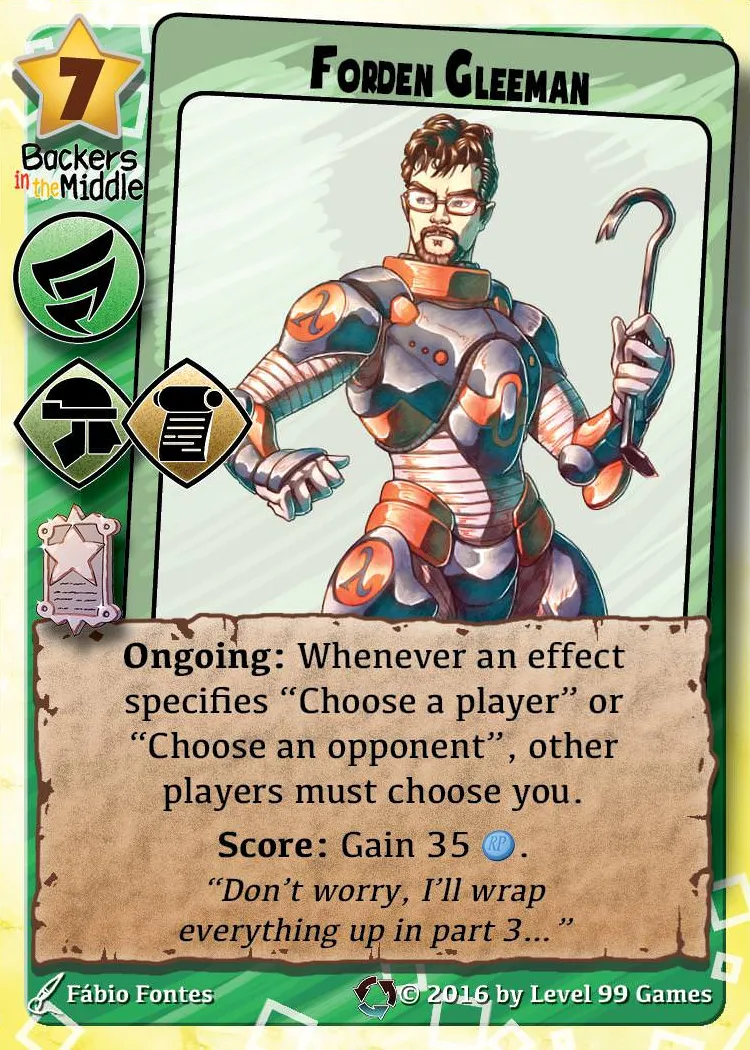 7
Forden Gleeman
Backers
in the Middle
λ
λ
Ongoing: Whenever an effect
specifies “Choose a player” or
“Choose an opponent”, other
players must choose you.
Score: Gain 35 RP.
“Don’t worry, I’ll wrap
everything up in part 3...”
Fábio Fontes
© 2016 by Level 99 Games